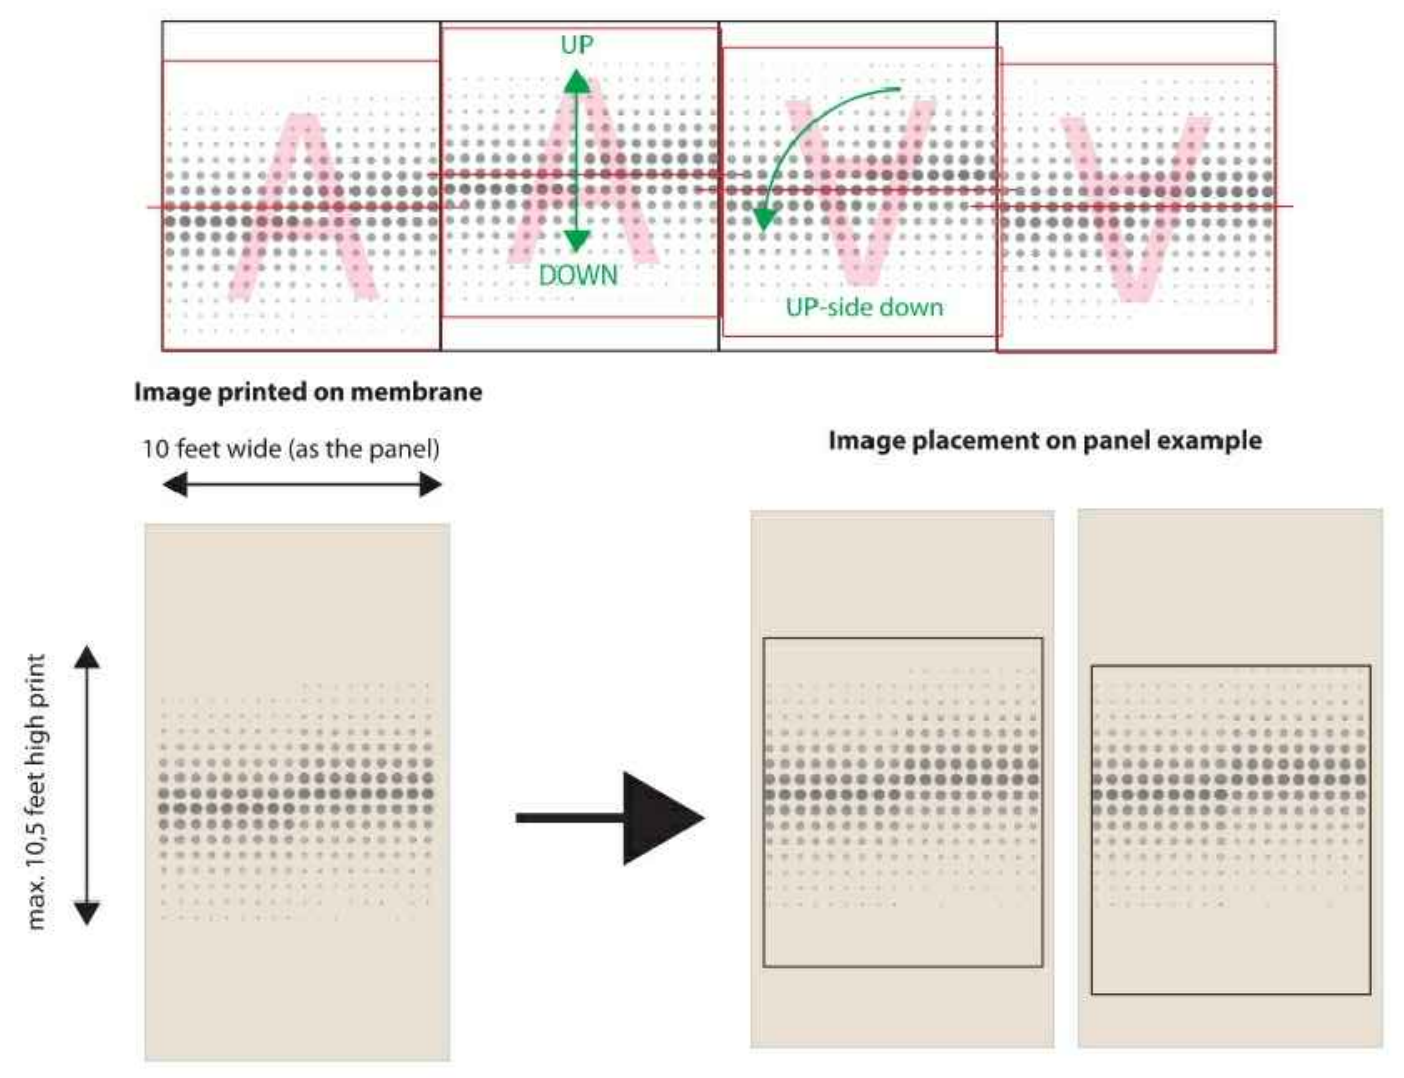 UP
DOWN
UP-side down
A
A
A
A
Image printed on membrane
10 feet wide (as the panel)
Image placement on panel example
max. 10,5 feet high print